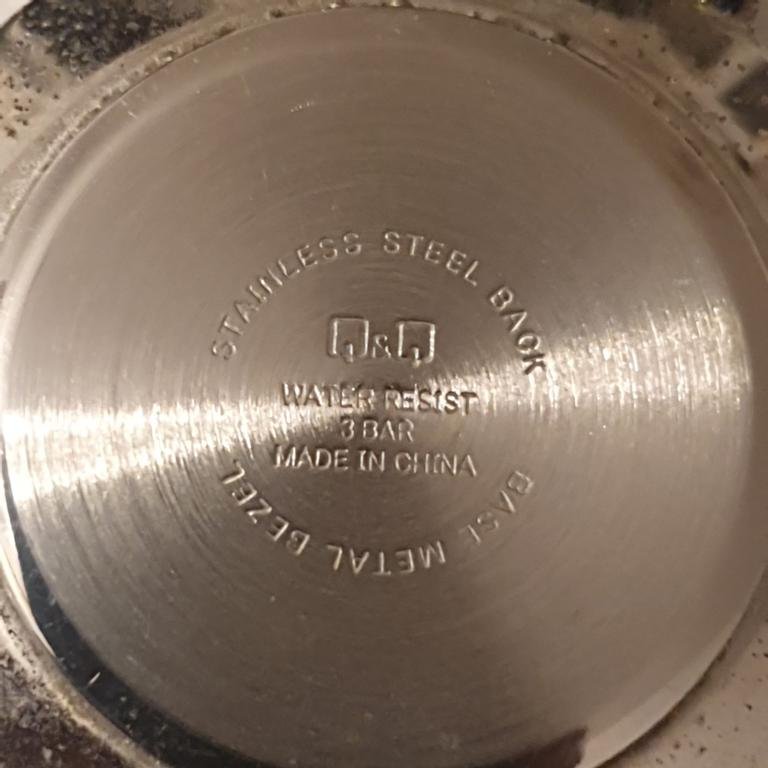 STAINLESS STEEL BACK
Q&Q
WATER RESIST
3 BAR
MADE IN CHINA
BASE METAL BEZEL